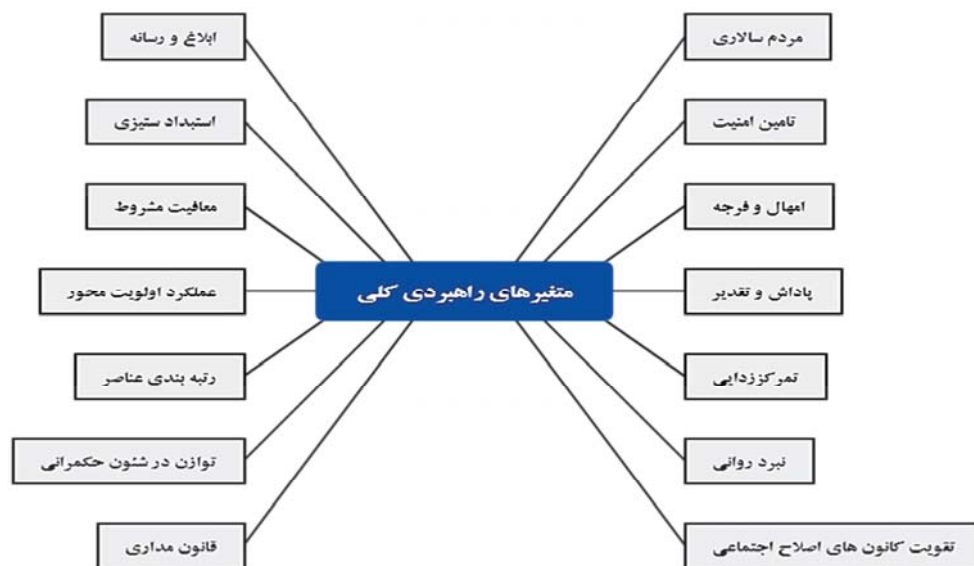 مردم سالاری
ابلاغ و رسانه
تامین امنیت
استبداد ستیزی
امهال و فرجه
معافیت مشروط
متغیرهای راهبردی کلی
پاداش و تقدیر
عملکرد اولویت محور
تمرکززدایی
رتبه بندی عناصر
نبرد روانی
توازن در شئون حکمرانی
تقویت کانون های اصلاح اجتماعی
قانون مداری